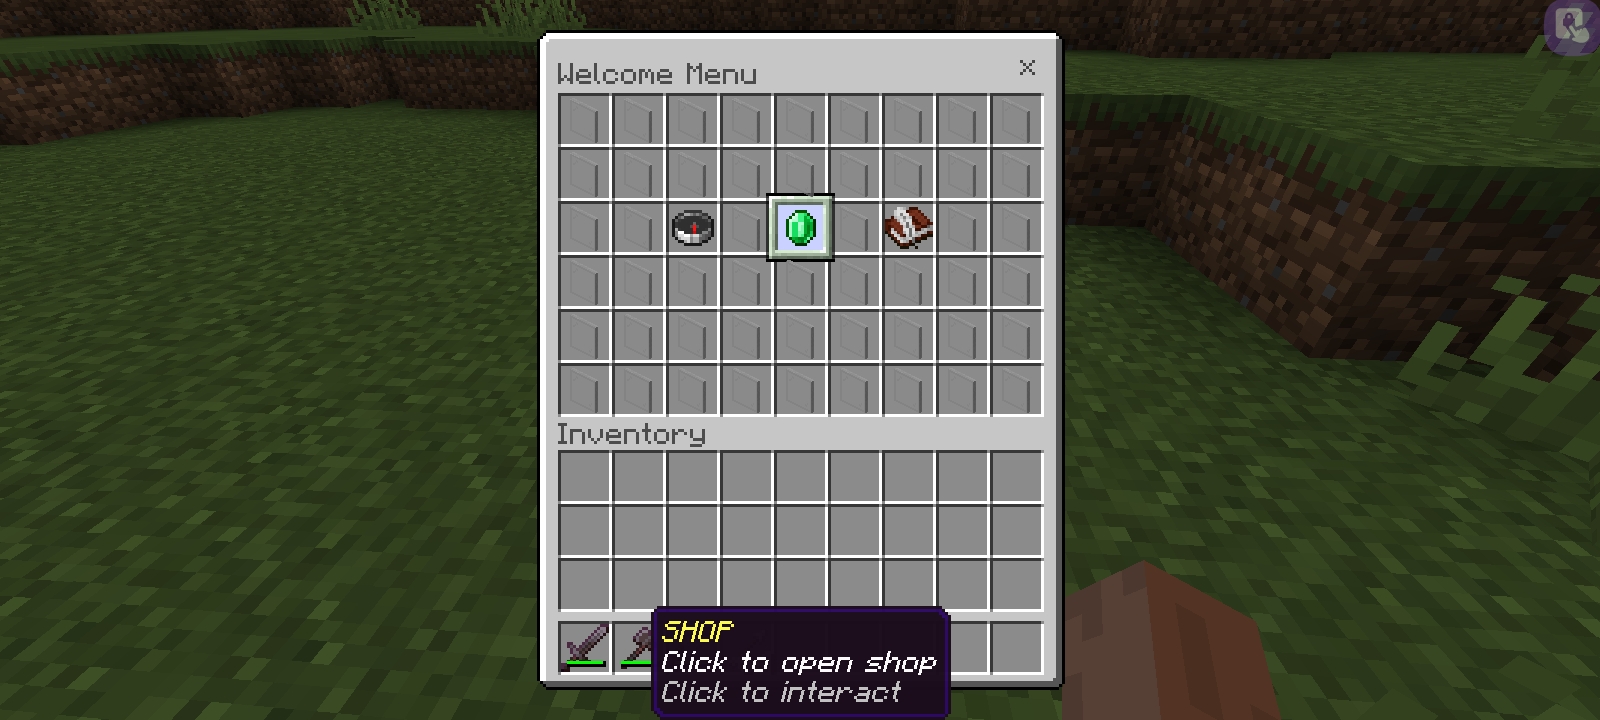 Welcome Menu
Inventory
SHOP
Click to open shop
Click to interact